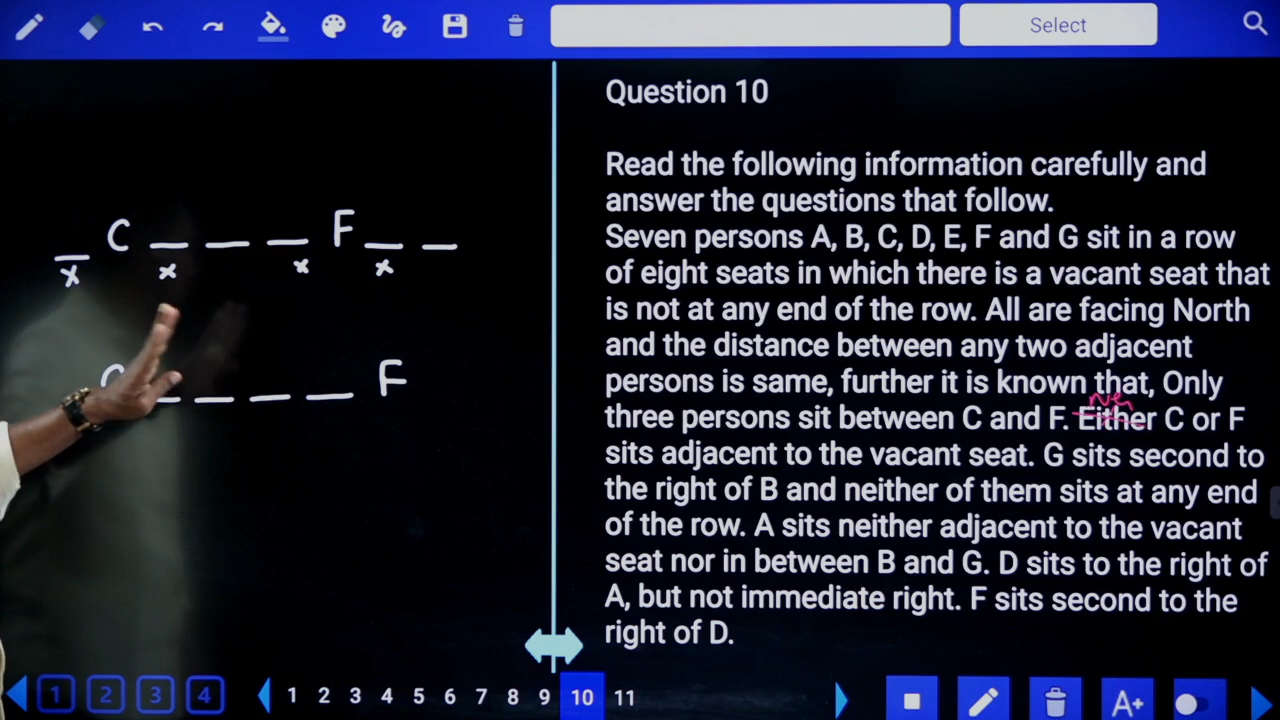 Select
Question 10
Read the following information carefully and
answer the questions that follow.
Seven persons A, B, C, D, E, F and G sit in a row
of eight seats in which there is a vacant seat that
is not at any end of the row. All are facing North
and the distance between any two adjacent
persons is same, further it is known that, Only
three persons sit between C and F. Either C or F
sits adjacent to the vacant seat. G sits second to
the right of B and neither of them sits at any end
of the row. A sits neither adjacent to the vacant
seat nor in between B and G. D sits to the right of
A, but not immediate right. F sits second to the
right of D.
_ C _ _ _ F _ _
x x x x
_ _ _ _ F
1 2 3 4
1 2 3 4 5 6 7 8 9 10 11
A+